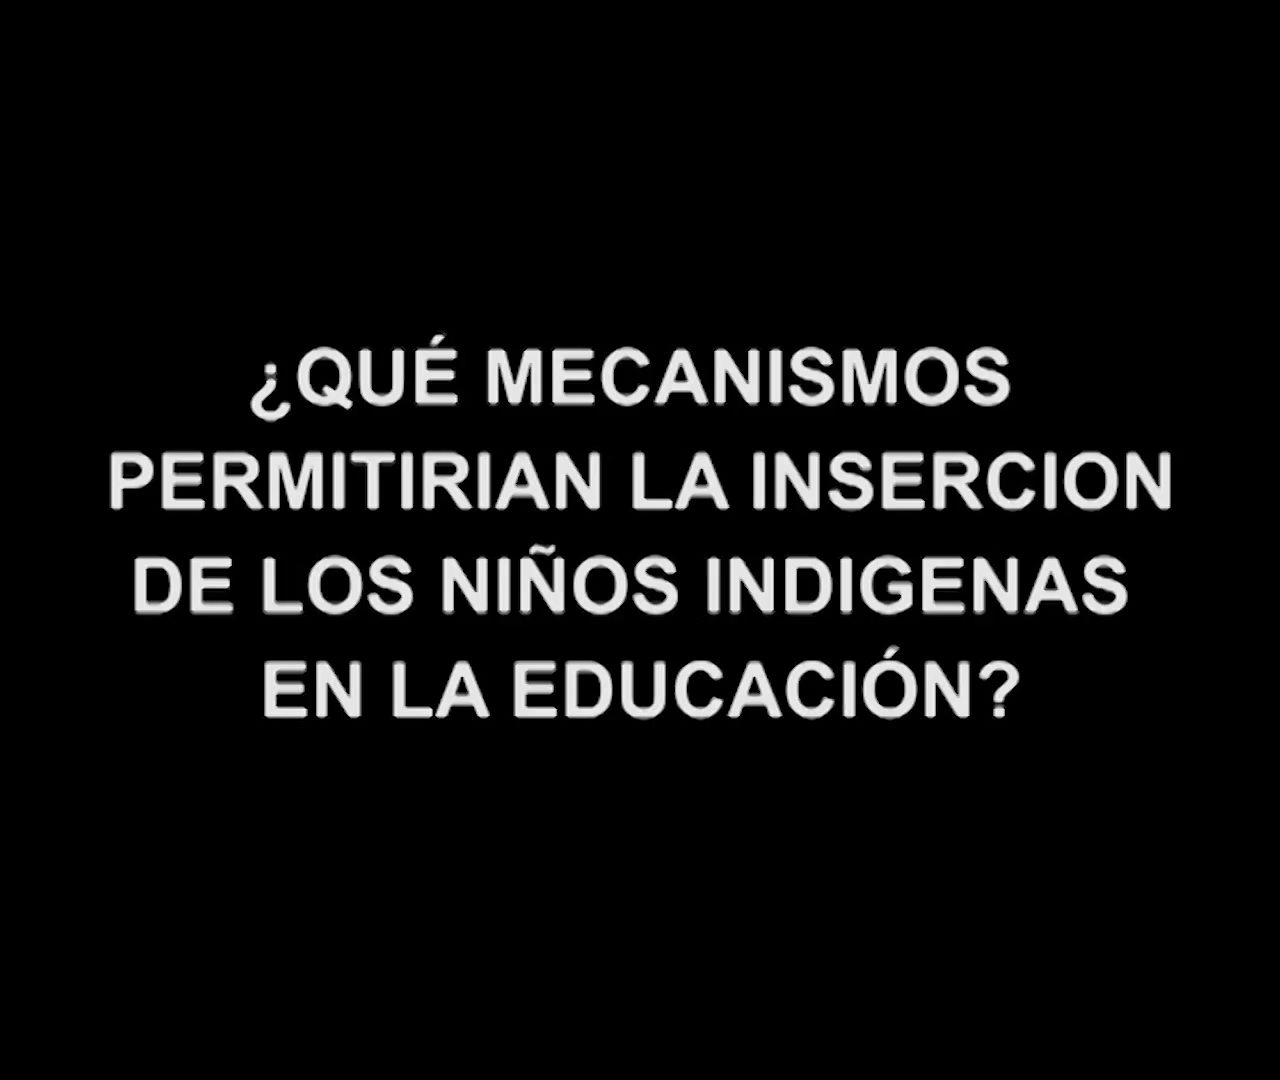 ¿QUÉ MECANISMOS
PERMITIRIAN LA INSERCION
DE LOS NIÑOS INDIGENAS
EN LA EDUCACIÓN?